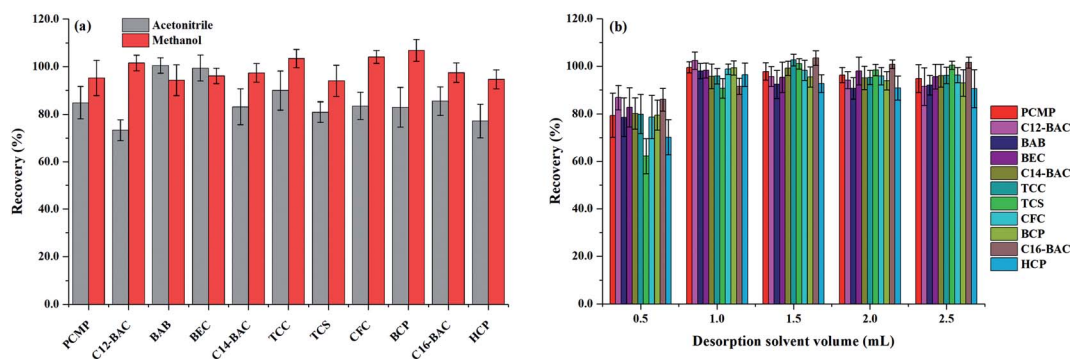 (a)
Acetonitrile
Methanol
Recovery (%)
120.0
100.0
80.0
60.0
40.0
20.0
0.0
PCMP
C12-BAC
BAB
BEC
C14-BAC
TCC
TCS
CFC
BCP
C16-BAC
HCP
(b)
Recovery (%)
120.0
100.0
80.0
60.0
40.0
20.0
0.0
0.5 1.0 1.5 2.0 2.5
Desorption solvent volume (mL)
PCMP
C12-BAC
BAB
BEC
C14-BAC
TCC
TCS
CFC
BCP
C16-BAC
HCP